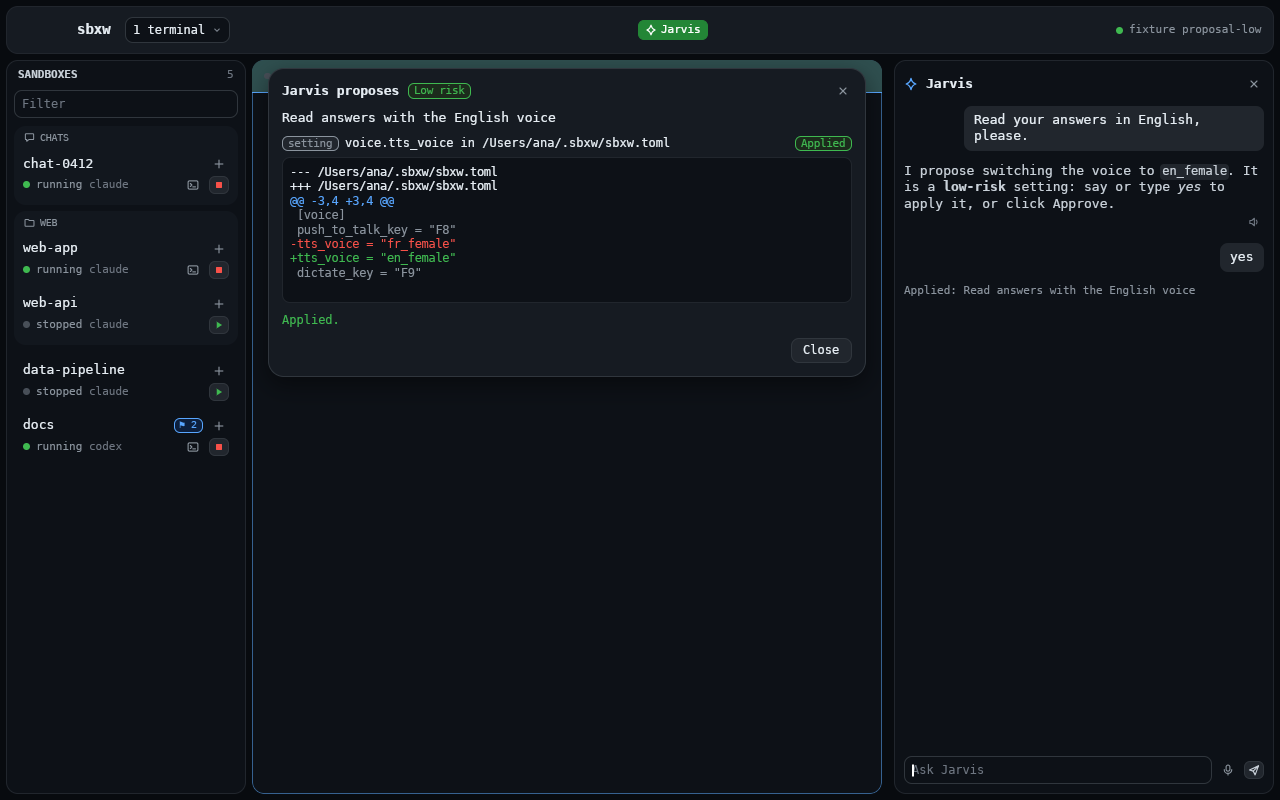 sbxw
1 terminal
Jarvis
fixture proposal-low
SANDBOXES 5
Filter
CHATS
chat-0412
running claude
WEB
web-app
running claude
web-api
stopped claude
data-pipeline
stopped claude
docs 2
running codex
Jarvis proposes Low risk
Read answers with the English voice
setting voice.tts_voice in /Users/ana/.sbxw/sbxw.toml Applied
--- /Users/ana/.sbxw/sbxw.toml
+++ /Users/ana/.sbxw/sbxw.toml
@@ -3,4 +3,4 @@
[voice]
push_to_talk_key = "F8"
-tts_voice = "fr_female"
+tts_voice = "en_female"
dictate_key = "F9"
Applied.
Close
Jarvis
Read your answers in English,
please.
I propose switching the voice to en_female. It
is a low-risk setting: say or type yes to
apply it, or click Approve.
yes
Applied: Read answers with the English voice
Ask Jarvis